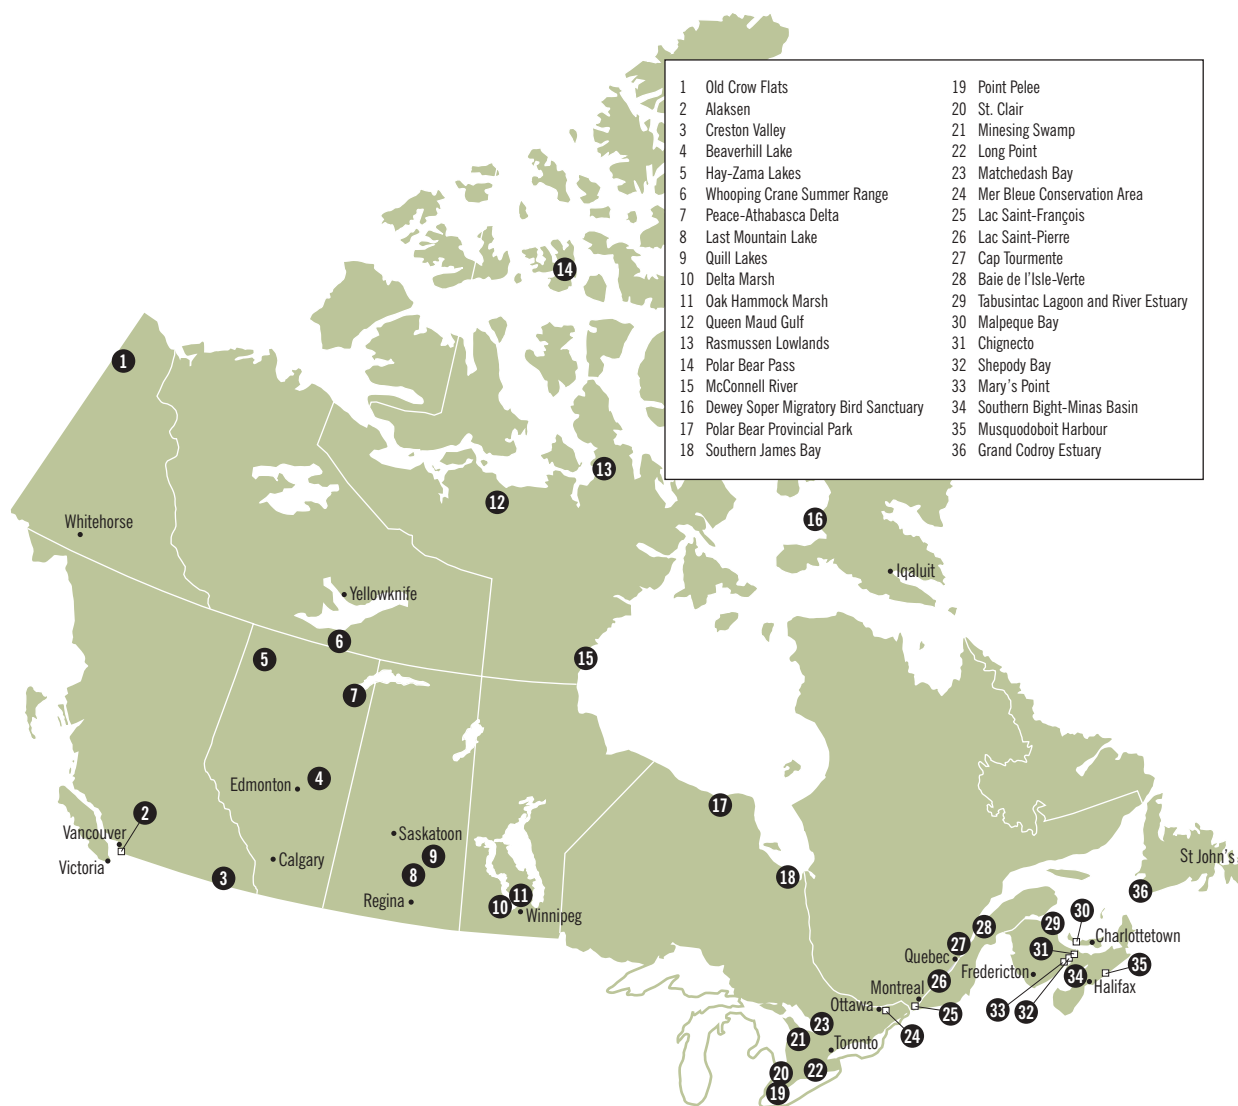 1 Old Crow Flats
2 Alaksen
3 Creston Valley
4 Beaverhill Lake
5 Hay-Zama Lakes
6 Whooping Crane Summer Range
7 Peace-Athabasca Delta
8 Last Mountain Lake
9 Quill Lakes
10 Delta Marsh
11 Oak Hammock Marsh
12 Queen Maud Gulf
13 Rasmussen Lowlands
14 Polar Bear Pass
15 McConnell River
16 Dewey Soper Migratory Bird Sanctuary
17 Polar Bear Provincial Park
18 Southern James Bay
19 Point Pelee
20 St. Clair
21 Minesing Swamp
22 Long Point
23 Matchedash Bay
24 Mer Bleue Conservation Area
25 Lac Saint-François
26 Lac Saint-Pierre
27 Cap Tourmente
28 Baie de l'Isle-Verte
29 Tabusintac Lagoon and River Estuary
30 Malpeque Bay
31 Chignecto
32 Shepody Bay
33 Mary's Point
34 Southern Bight-Minas Basin
35 Musquodoboit Harbour
36 Grand Codroy Estuary
14
1
13
12
16
Whitehorse
Iqaluit
Yellowknife
6
5
15
7
4
Edmonton
17
2
Vancouver
Saskatoon
9
St John's
Victoria
Calgary
8
3
18
36
11
Regina
10
Winnipeg
30
29
28
Charlottetown
27
31
Quebec
35
Fredericton
34
26
Halifax
Montreal
33
32
Ottawa
25
23
24
21
Toronto
22
20
19